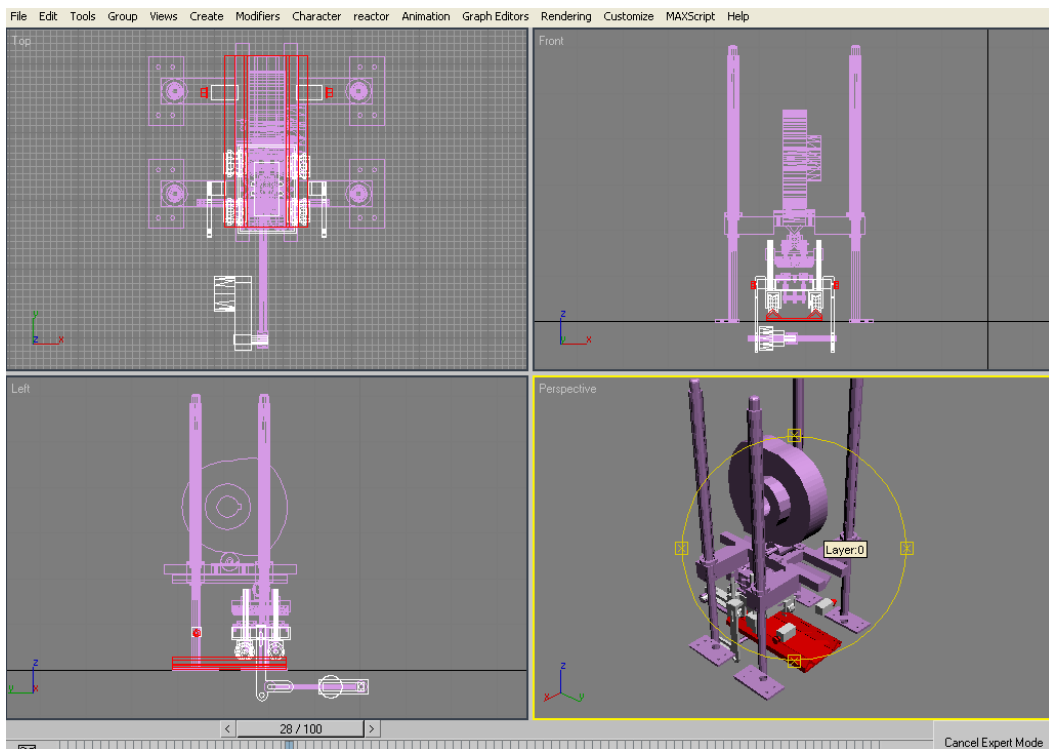 File Edit Tools Group Views Create Modifiers Character reactor Animation Graph Editors Rendering Customize MAXScript Help
Top
Front
y
z
x
z
y
x
Left
Perspective
Layer:0
z
y
x
z
x
y
< 28 / 100 >
Cancel Expert Mode